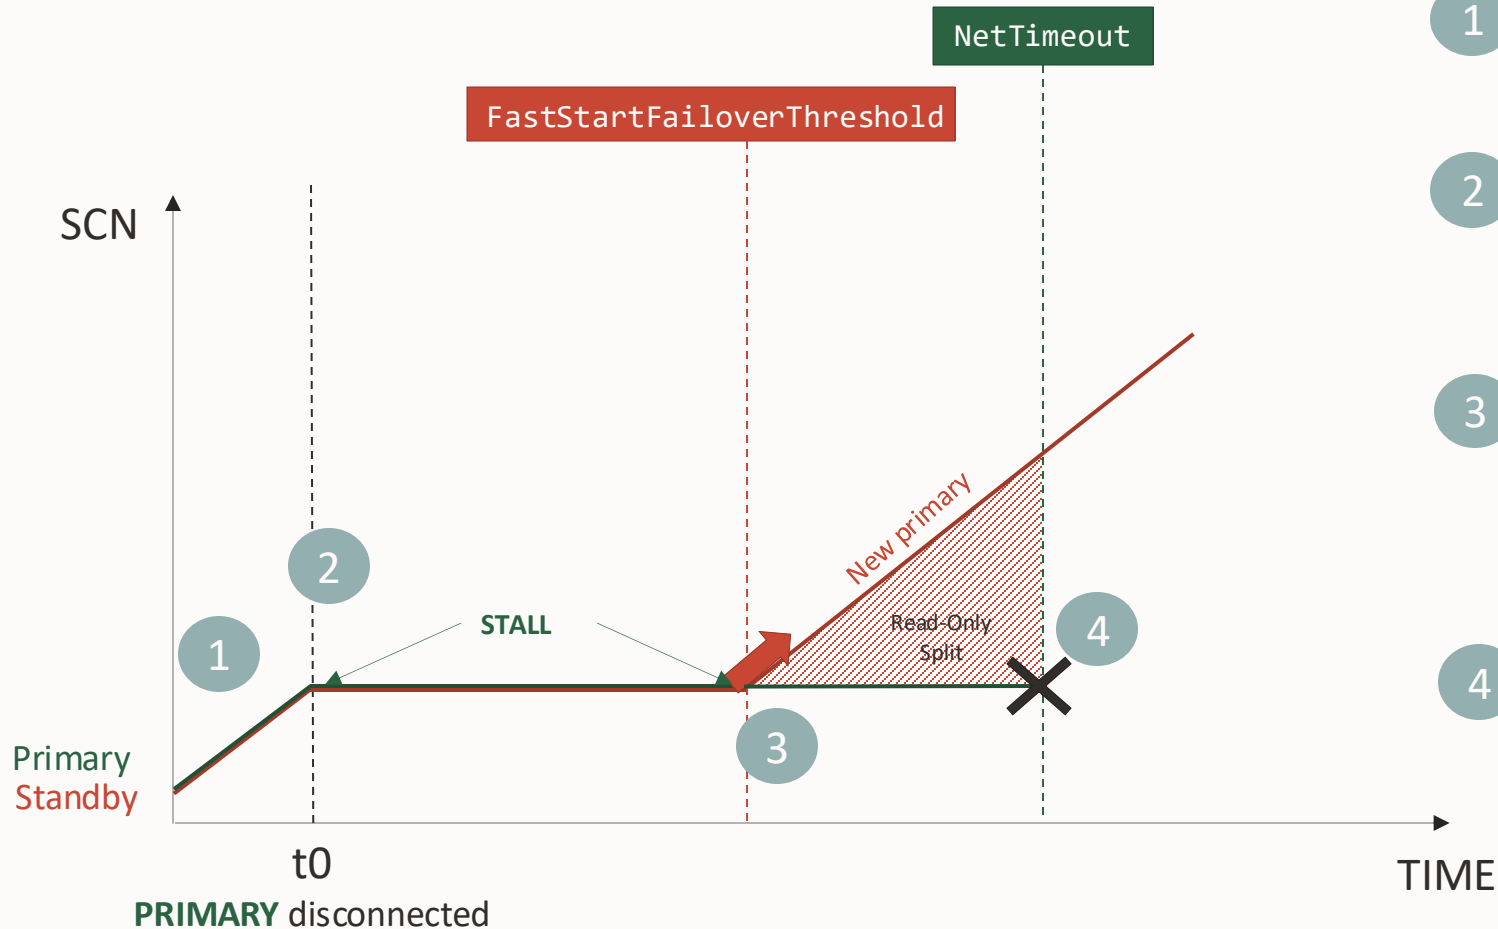 NetTimeout
1
FastStartFailoverThreshold
2
SCN
3
New primary
2
STALL
Read-Only
Split
4
1
4
3
Primary
Standby
t0
TIME
PRIMARY disconnected